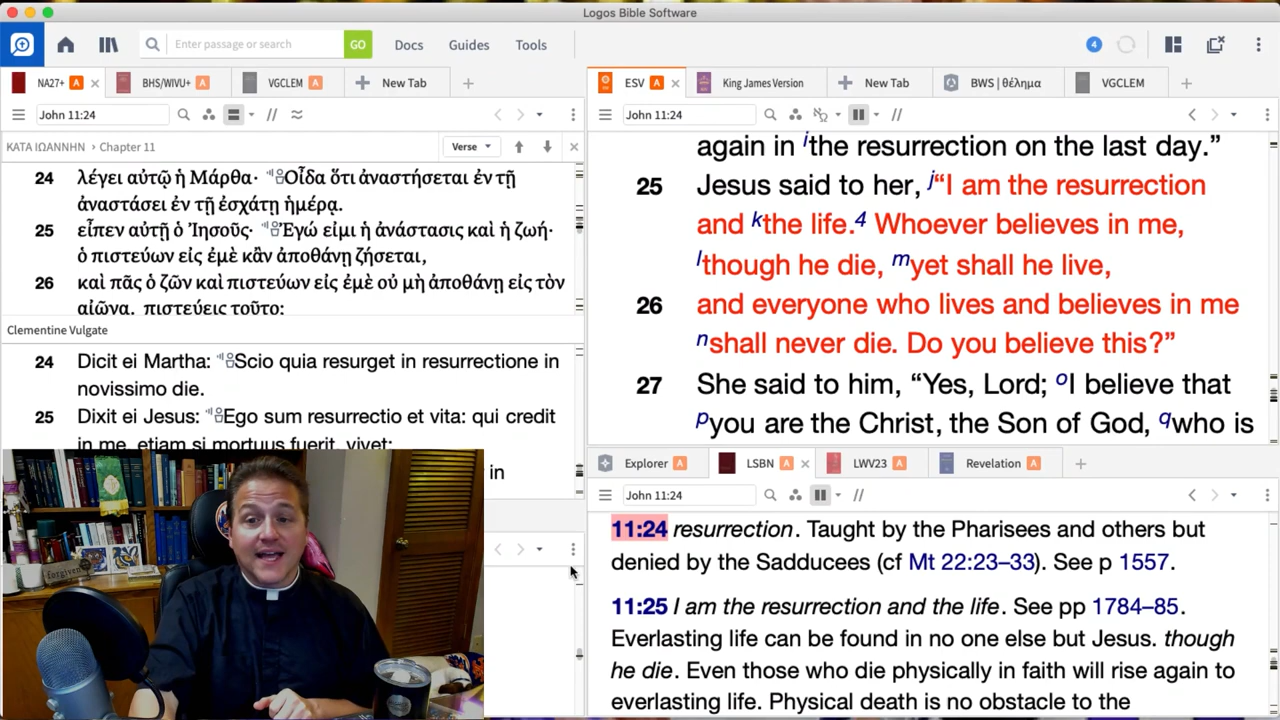 Logos Bible Software
Enter passage or search
GO
Docs
Guides
Tools
4
NA27+ A
BHS/WIVU+ A
VGCLEM A
New Tab
John 11:24
ΚΑΤΑ ΙΩΑΝΝΗΝ › Chapter 11
Verse
24 λέγει αὐτῷ ἡ Μάρθα· Οἶδα ὅτι ἀναστήσεται ἐν τῇ
ἀναστάσει ἐν τῇ ἐσχάτῃ ἡμέρᾳ.
25 εἶπεν αὐτῇ ὁ Ἰησοῦς· Ἐγώ εἰμι ἡ ἀνάστασις καὶ ἡ ζωή·
ὁ πιστεύων εἰς ἐμὲ κἂν ἀποθάνῃ ζήσεται,
26 καὶ πᾶς ὁ ζῶν καὶ πιστεύων εἰς ἐμὲ οὐ μὴ ἀποθάνῃ εἰς τὸν
αἰῶνα. πιστεύεις τοῦτο;
Clementine Vulgate
24 Dicit ei Martha: Scio quia resurget in resurrectione in
novissimo die.
25 Dixit ei Jesus: Ego sum resurrectio et vita: qui credit
in me, etiam si mortuus fuerit, vivet:
in
forgiven
ESV A
King James Version
New Tab
BWS | θέλημα
VGCLEM
John 11:24
again in i the resurrection on the last day.”
25 Jesus said to her, j “I am the resurrection
and k the life.4 Whoever believes in me,
l though he die, m yet shall he live,
26 and everyone who lives and believes in me
n shall never die. Do you believe this?”
27 She said to him, “Yes, Lord; o I believe that
p you are the Christ, the Son of God, q who is
Explorer A
LSBN A
LWV23 A
Revelation A
John 11:24
11:24 resurrection. Taught by the Pharisees and others but
denied by the Sadducees (cf Mt 22:23–33). See p 1557.
11:25 I am the resurrection and the life. See pp 1784–85.
Everlasting life can be found in no one else but Jesus. though
he die. Even those who die physically in faith will rise again to
everlasting life. Physical death is no obstacle to the